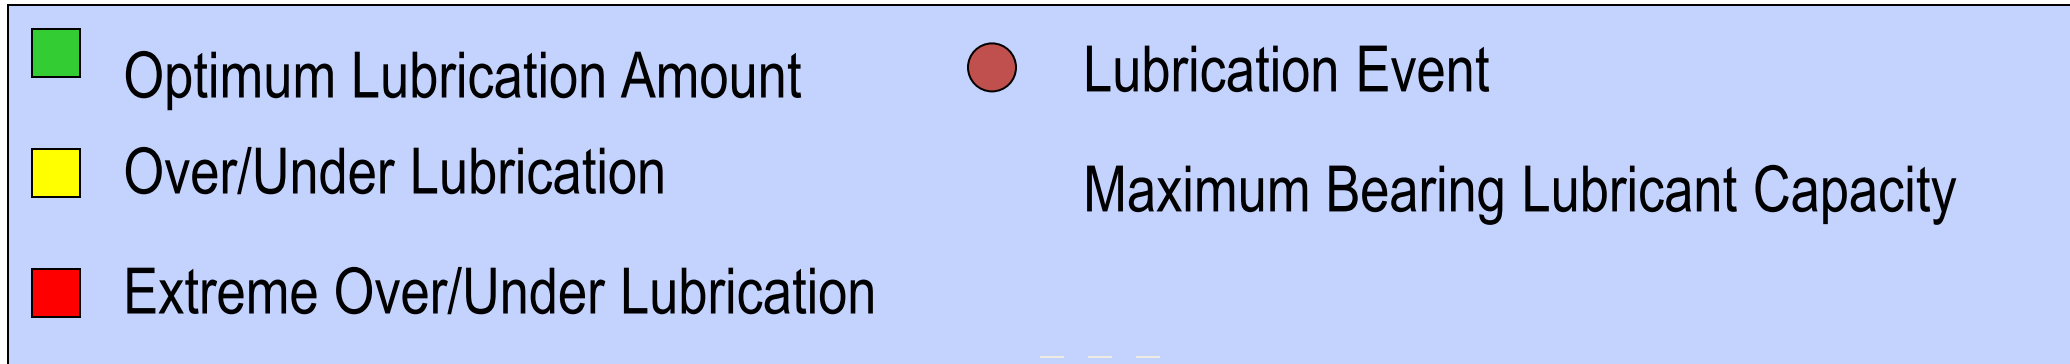 Optimum Lubrication Amount
Over/Under Lubrication
Extreme Over/Under Lubrication
Lubrication Event
Maximum Bearing Lubricant Capacity